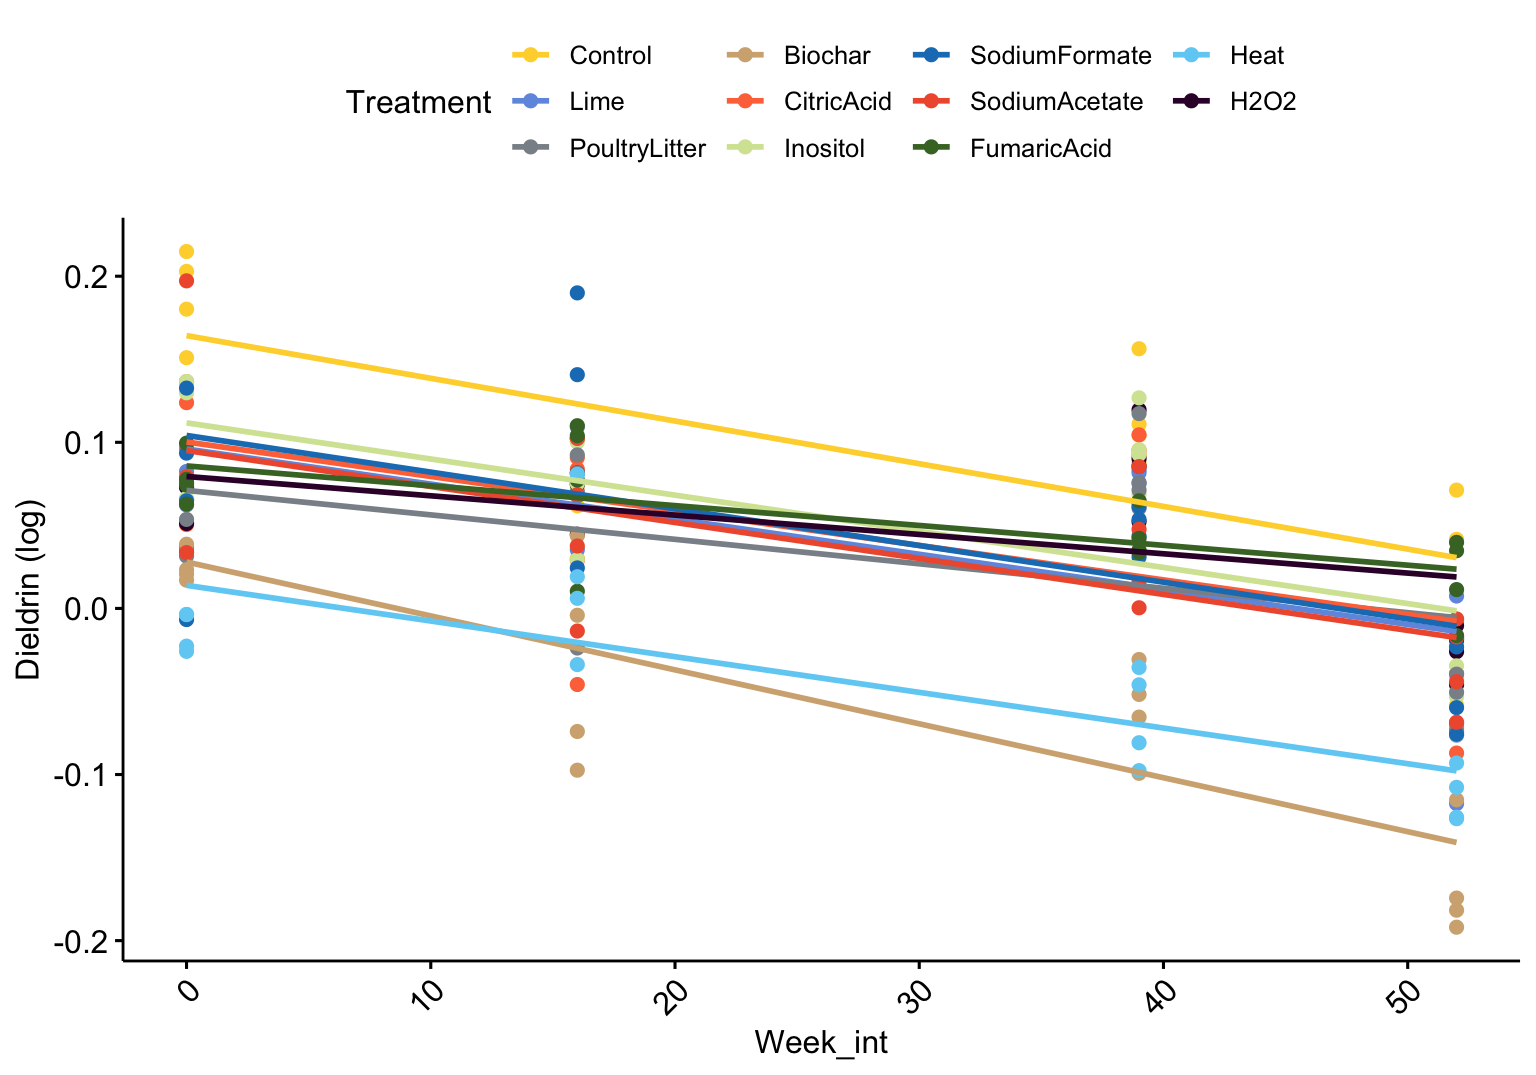 Control Biochar SodiumFormate Heat
Treatment Lime CitricAcid SodiumAcetate H2O2
PoultryLitter Inositol FumaricAcid
Dieldrin (log)
0.2
0.1
0.0
-0.1
-0.2
0 10 20 30 40 50
Week_int